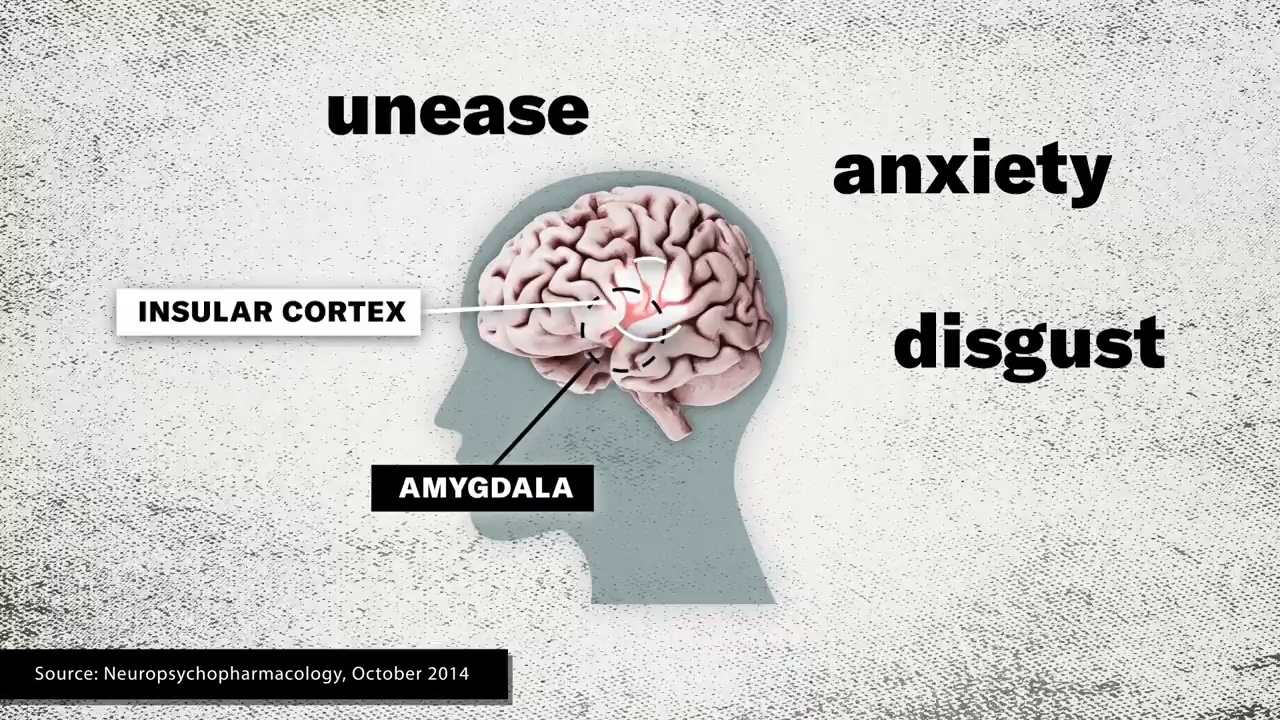 unease
anxiety
INSULAR CORTEX
disgust
AMYGDALA
Source: Neuropsychopharmacology, October 2014